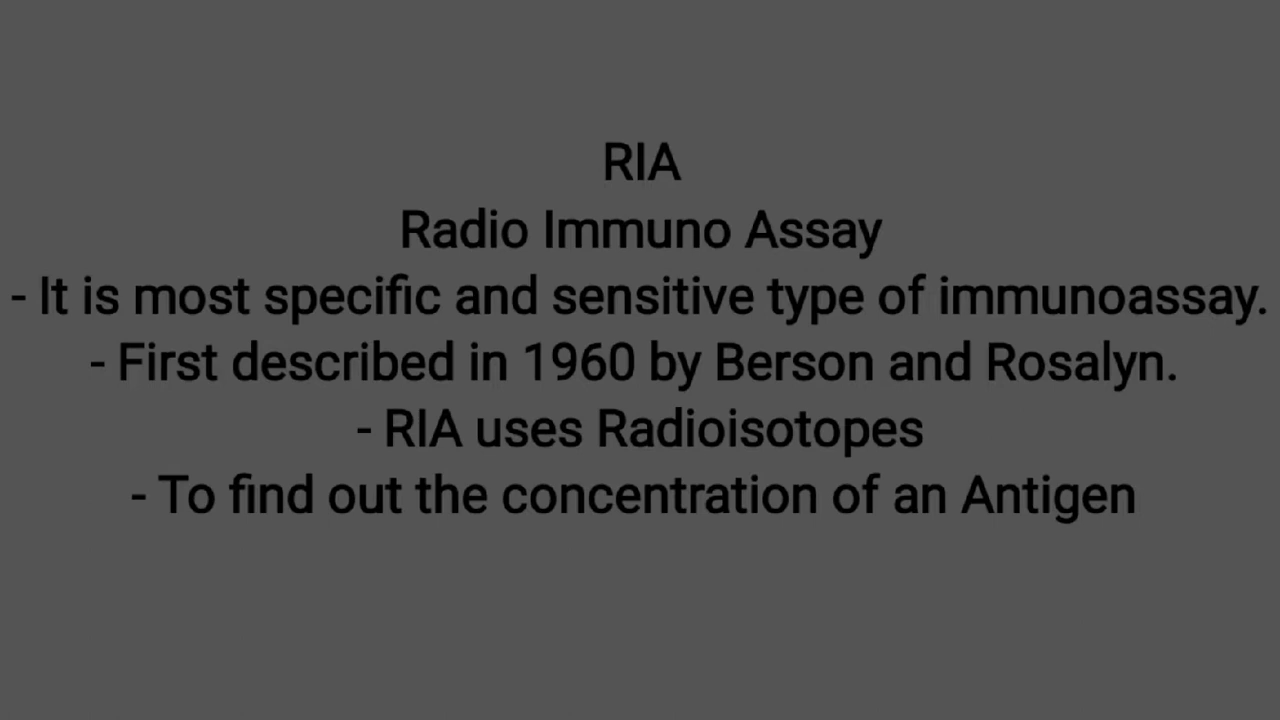 RIA
Radio Immuno Assay
- It is most specific and sensitive type of immunoassay.
- First described in 1960 by Berson and Rosalyn.
- RIA uses Radioisotopes
- To find out the concentration of an Antigen